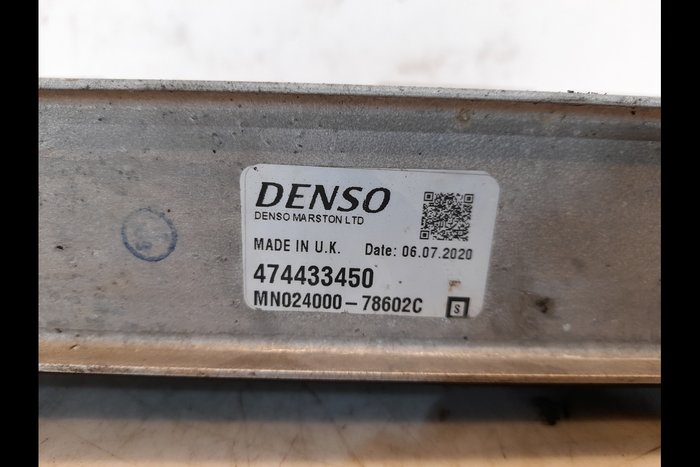 DENSO
DENSO MARSTON LTD
MADE IN U.K. Date: 06.07.2020
474433450
MN024000-78602C S